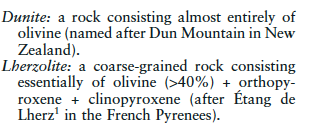 Dunite: a rock consisting almost entirely of
olivine (named after Dun Mountain in New
Zealand).
Lherzolite: a coarse-grained rock consisting
essentially of olivine (>40%) + orthopy-
roxene + clinopyroxene (after Étang de
Lherz¹ in the French Pyrenees).